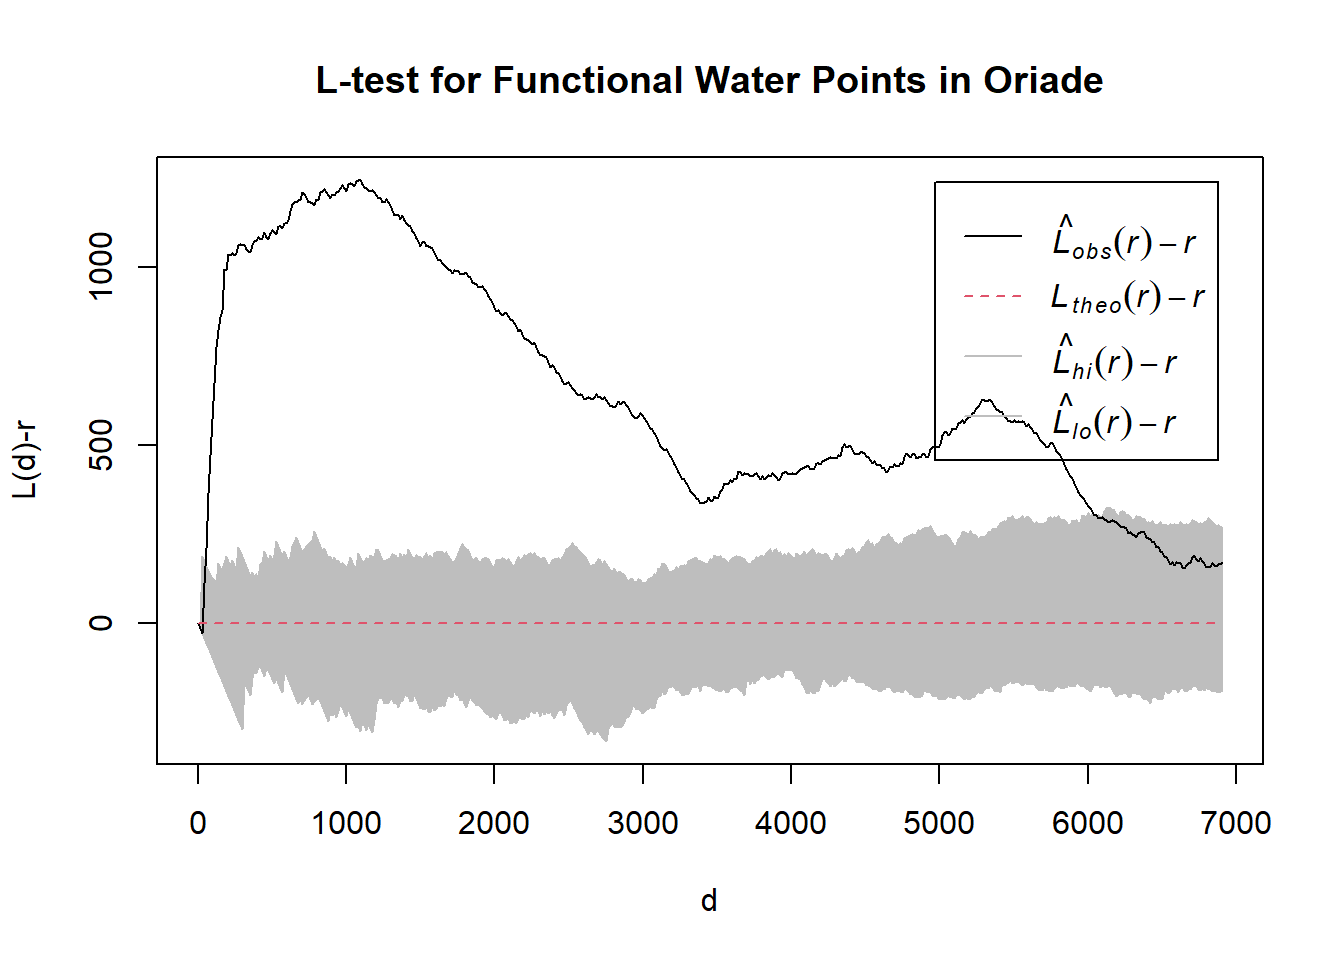 L-test for Functional Water Points in Oriade
L(d)-r
1000
500
0
L̂obs(r) – r
Ltheo(r) – r
L̂hi(r) – r
L̂lo(r) – r
0 1000 2000 3000 4000 5000 6000 7000
d